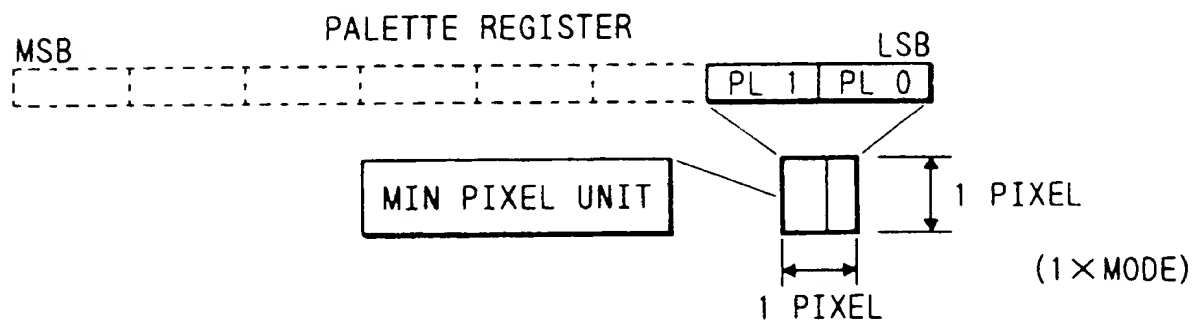 PALETTE REGISTER
MSB
LSB
PL 1 PL 0
MIN PIXEL UNIT
1 PIXEL
(1×MODE)
1 PIXEL